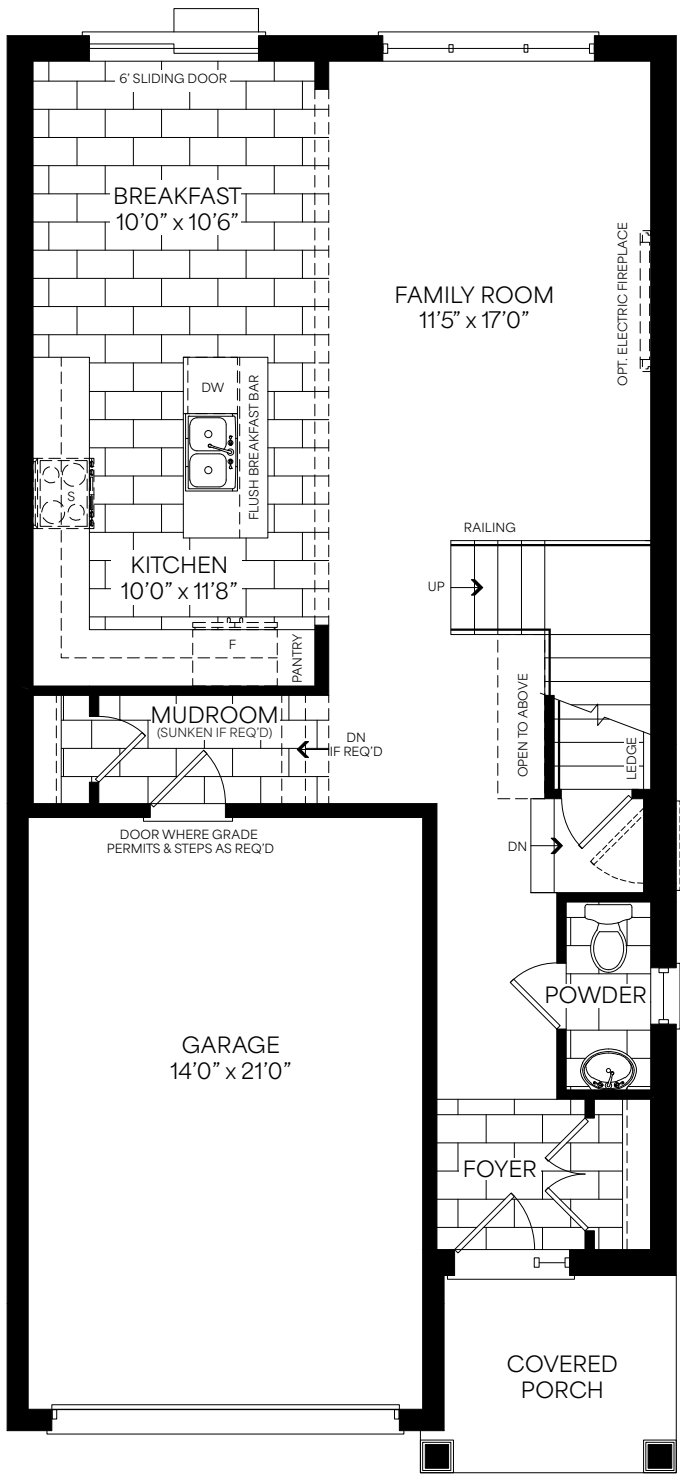 6' SLIDING DOOR
BREAKFAST
10'0" x 10'6"
FAMILY ROOM
11'5" x 17'0"
OPT. ELECTRIC FIREPLACE
DW
FLUSH BREAKFAST BAR
S
KITCHEN
10'0" x 11'8"
F
PANTRY
RAILING
UP
OPEN TO ABOVE
LEDGE
MUDROOM
(SUNKEN IF REQ'D)
DN
IF REQ'D
DOOR WHERE GRADE
PERMITS & STEPS AS REQ'D
DN
POWDER
GARAGE
14'0" x 21'0"
FOYER
COVERED
PORCH